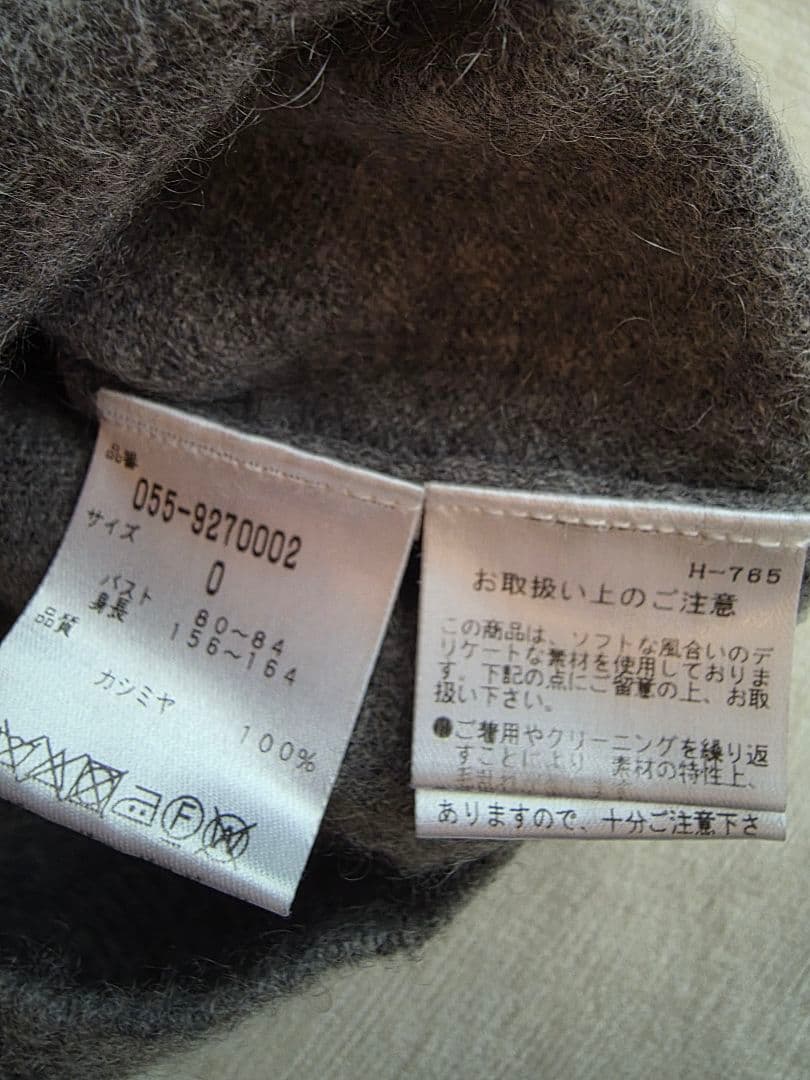 品番
055-9270002
サイズ
0
バスト 80～84
身長 156～164
品質
カシミヤ 100%
F
W
H-765
お取扱い上のご注意
この商品は、ソフトな風合いのデ
リケートな素材を使用しておりま
す。下記の点にご留意の上、お取
扱い下さい。
●ご着用やクリーニングを繰り返
すことにより 素材の特性上、
毛乱れ
ありますので、十分ご注意下さ